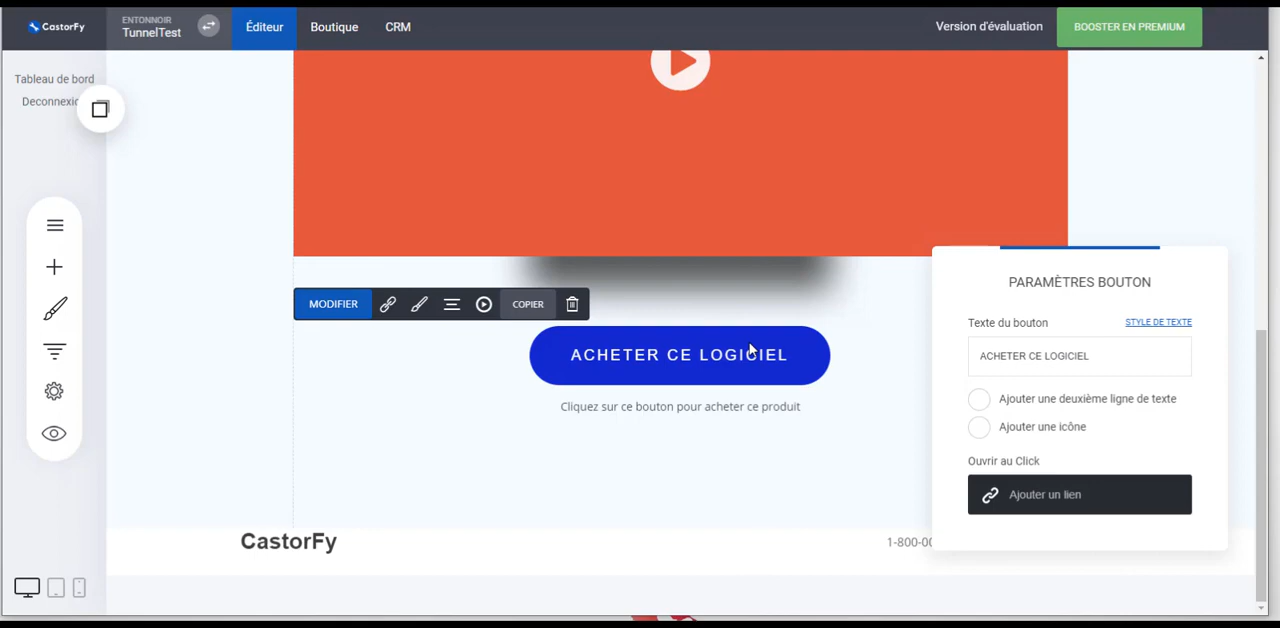 CastorFy
ENTONNOIR
TunnelTest
Éditeur
Boutique
CRM
Version d'évaluation
BOOSTER EN PREMIUM
Tableau de bord
Deconnexio
MODIFIER
COPIER
ACHETER CE LOGICIEL
Cliquez sur ce bouton pour acheter ce produit
PARAMÈTRES BOUTON
Texte du bouton
STYLE DE TEXTE
ACHETER CE LOGICIEL
Ajouter une deuxième ligne de texte
Ajouter une icône
Ouvrir au Click
Ajouter un lien
CastorFy
1-800-00